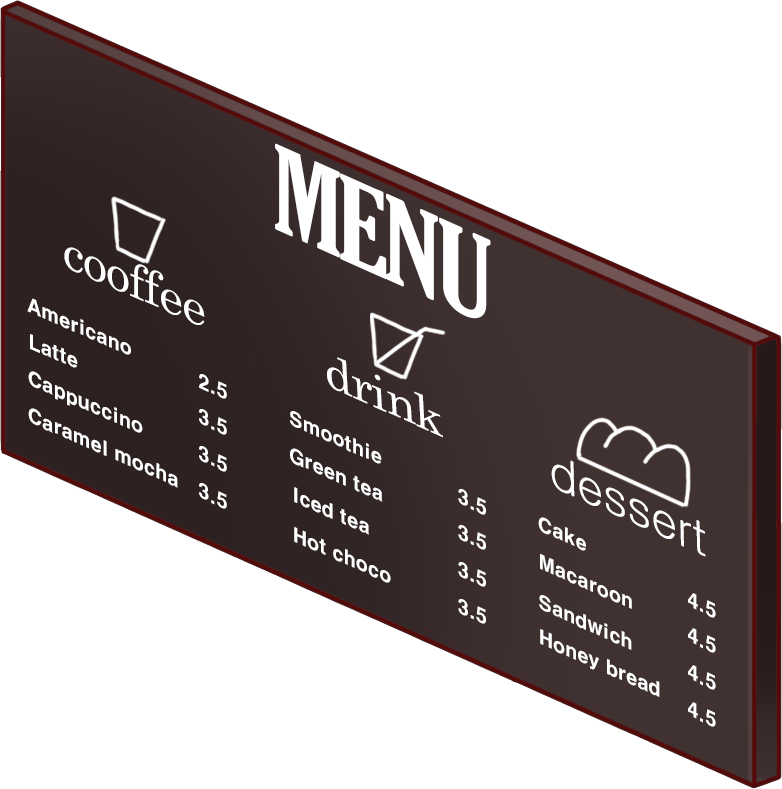 MENU
cooffee
Americano 2.5
Latte 3.5
Cappuccino 3.5
Caramel mocha 3.5
drink
Smoothie 3.5
Green tea 3.5
Iced tea 3.5
Hot choco 3.5
dessert
Cake 4.5
Macaroon 4.5
Sandwich 4.5
Honey bread 4.5